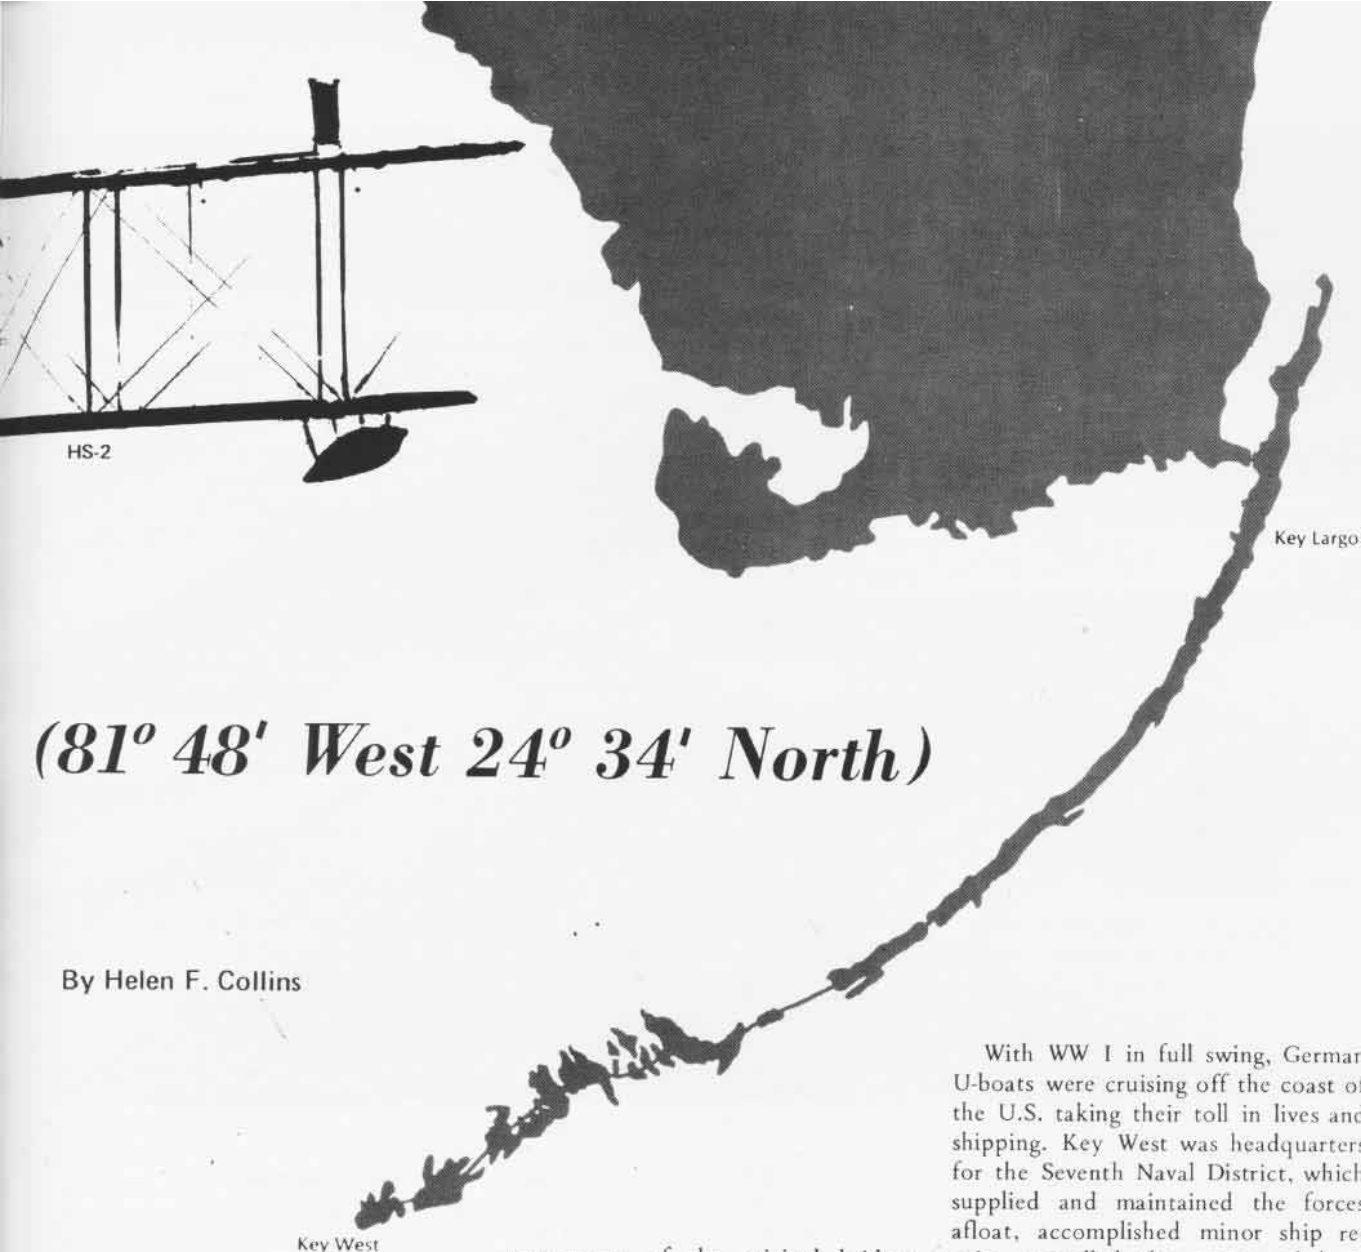 HS-2
Key Largo
(81° 48' West 24° 34' North)
By Helen F. Collins
With WW I in full swing, German
U-boats were cruising off the coast of
the U.S. taking their toll in lives and
shipping. Key West was headquarters
for the Seventh Naval District, which
supplied and maintained the forces
afloat, accomplished minor ship re-
Key West